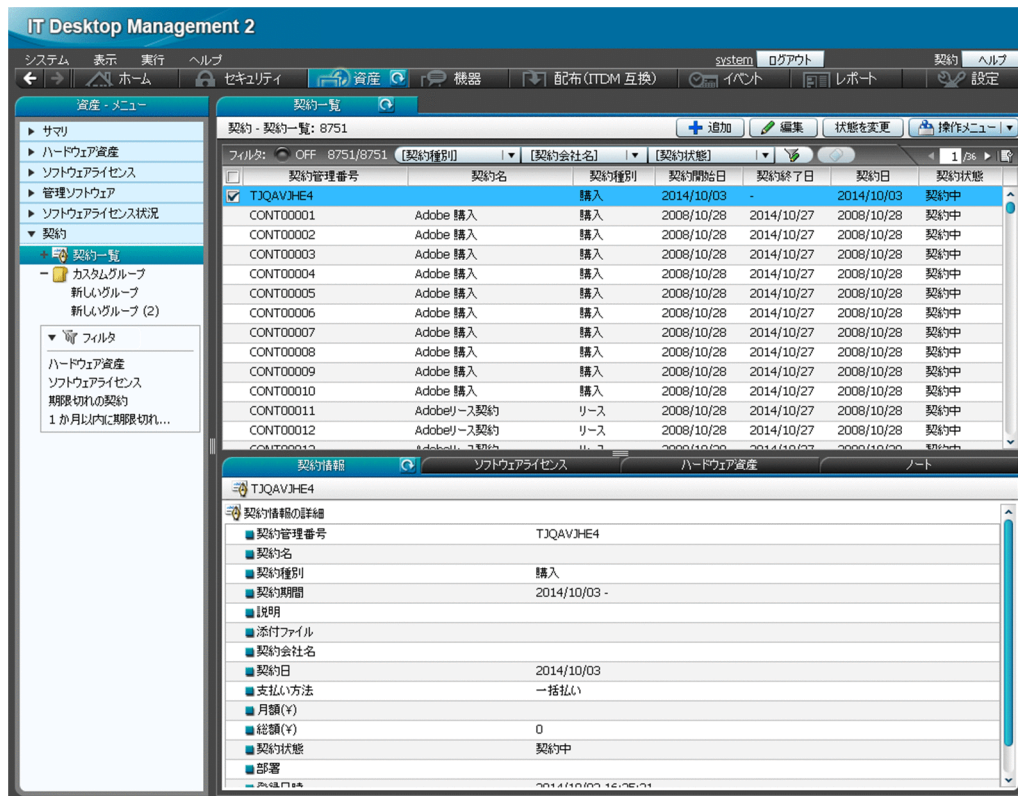 IT Desktop Management 2
システム 表示 実行 ヘルプ system ログアウト 契約 ヘルプ
ホーム セキュリティ 資産 機器 配布(ITDM 互換) イベント レポート 設定
資産 - メニュー
サマリ
ハードウェア資産
ソフトウェアライセンス
管理ソフトウェア
ソフトウェアライセンス状況
契約
契約一覧
カスタムグループ
新しいグループ
新しいグループ (2)
フィルタ
ハードウェア資産
ソフトウェアライセンス
期限切れの契約
1 か月以内に期限切れ...
契約一覧
契約 - 契約一覧: 8751 追加 編集 状態を変更 操作メニュー
フィルタ: OFF 8751/8751 [契約種別] [契約会社名] [契約状態] 1 /36
契約管理番号 契約名 契約種別 契約開始日 契約終了日 契約日 契約状態
TJQAVJHE4 購入 2014/10/03 - 2014/10/03 契約中
CONT00001 Adobe 購入 購入 2008/10/28 2014/10/27 2008/10/28 契約中
CONT00002 Adobe 購入 購入 2008/10/28 2014/10/27 2008/10/28 契約中
CONT00003 Adobe 購入 購入 2008/10/28 2014/10/27 2008/10/28 契約中
CONT00004 Adobe 購入 購入 2008/10/28 2014/10/27 2008/10/28 契約中
CONT00005 Adobe 購入 購入 2008/10/28 2014/10/27 2008/10/28 契約中
CONT00006 Adobe 購入 購入 2008/10/28 2014/10/27 2008/10/28 契約中
CONT00007 Adobe 購入 購入 2008/10/28 2014/10/27 2008/10/28 契約中
CONT00008 Adobe 購入 購入 2008/10/28 2014/10/27 2008/10/28 契約中
CONT00009 Adobe 購入 購入 2008/10/28 2014/10/27 2008/10/28 契約中
CONT00010 Adobe 購入 購入 2008/10/28 2014/10/27 2008/10/28 契約中
CONT00011 Adobeリース契約 リース 2008/10/28 2014/10/27 2008/10/28 契約中
CONT00012 Adobeリース契約 リース 2008/10/28 2014/10/27 2008/10/28 契約中
契約情報 ソフトウェアライセンス ハードウェア資産 ノート
TJQAVJHE4
契約情報の詳細
契約管理番号 TJQAVJHE4
契約名
契約種別 購入
契約期間 2014/10/03 -
説明
添付ファイル
契約会社名
契約日 2014/10/03
支払い方法 一括払い
月額(¥)
総額(¥) 0
契約状態 契約中
部署